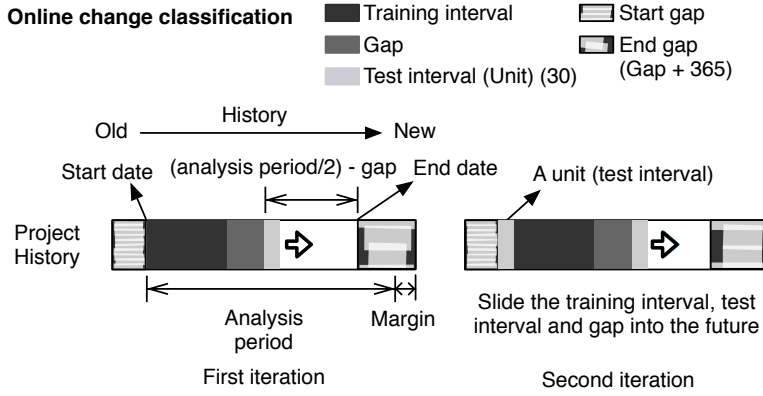 Online change classification
Training interval
Gap
Test interval (Unit) (30)
Start gap
End gap
(Gap + 365)
History
Old
New
Start date
(analysis period/2) - gap
End date
A unit (test interval)
Project
History
Analysis
period
Margin
Slide the training interval, test
interval and gap into the future
First iteration
Second iteration